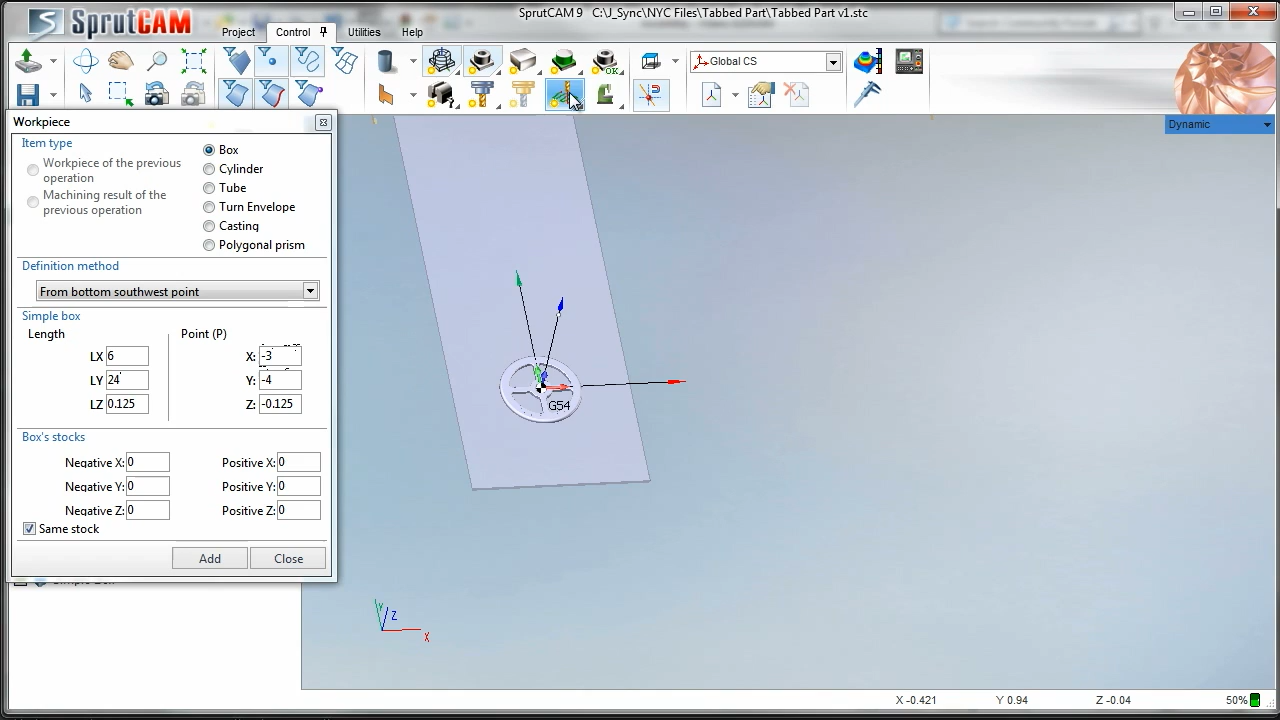 SprutCAM 9 C:\J_Sync\NYC Files\Tabbed Part\Tabbed Part v1.stc
SprutCAM
Project Control Utilities Help
Global CS
OK
Workpiece
Item type
Workpiece of the previous operation
Machining result of the previous operation
Box
Cylinder
Tube
Turn Envelope
Casting
Polygonal prism
Definition method
From bottom southwest point
Simple box
Length Point (P)
LX 6 X: -3
LY 24 Y: -4
LZ 0.125 Z: -0.125
Box's stocks
Negative X: 0 Positive X: 0
Negative Y: 0 Positive Y: 0
Negative Z: 0 Positive Z: 0
Same stock
Add Close
Dynamic
G54
Y Z
X
X -0.421 Y 0.94 Z -0.04 50%